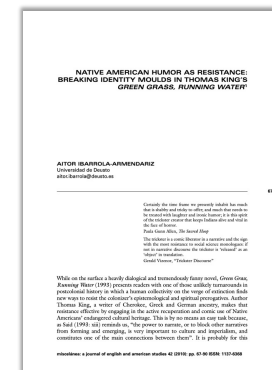 NATIVE AMERICAN HUMOR AS RESISTANCE:
BREAKING IDENTITY MOULDS IN THOMAS KING'S
GREEN GRASS, RUNNING WATER¹
AITOR IBARROLA-ARMENDARIZ
Universidad de Deusto
aitor.ibarrola@deusto.es
67
Certainly the time frame we presently inhabit has much
that is shabby and tricky to offer; and much that needs to
be treated with laughter and ironic humor; it is this spirit
of the trickster creator that keeps Indians alive and vital in
the face of horror.
Paula Gunn Allen, The Sacred Hoop
The trickster is a comic liberator in a narrative and the sign
with the most resistance to social science monologues; if
not in narrative discourse the trickster is 'released' as an
'object' in translation.
Gerald Vizenor, "Trickster Discourse"
While on the surface a heavily dialogical and tremendously funny novel, Green Grass,
Running Water (1993) presents readers with one of those unlikely turnarounds in
postcolonial history in which a human collectivity on the verge of extinction finds
new ways to resist the colonizer's epistemological and spiritual prerogatives. Author
Thomas King, a writer of Cherokee, Greek and German ancestry, makes that
resistance evident in his incorporation and comic use of Native
Americans' endangered cultural heritage. This is by no means an easy task because,
as Said (1993: xiii) reminds us, "the power to narrate, or to block other narratives
from forming and emerging, is very important to culture and imperialism, and
constitutes one of the main connections between them". It is probably for this
miscelánea: a journal of english and american studies 42 (2010): pp. 67-90 ISSN: 1137-6368